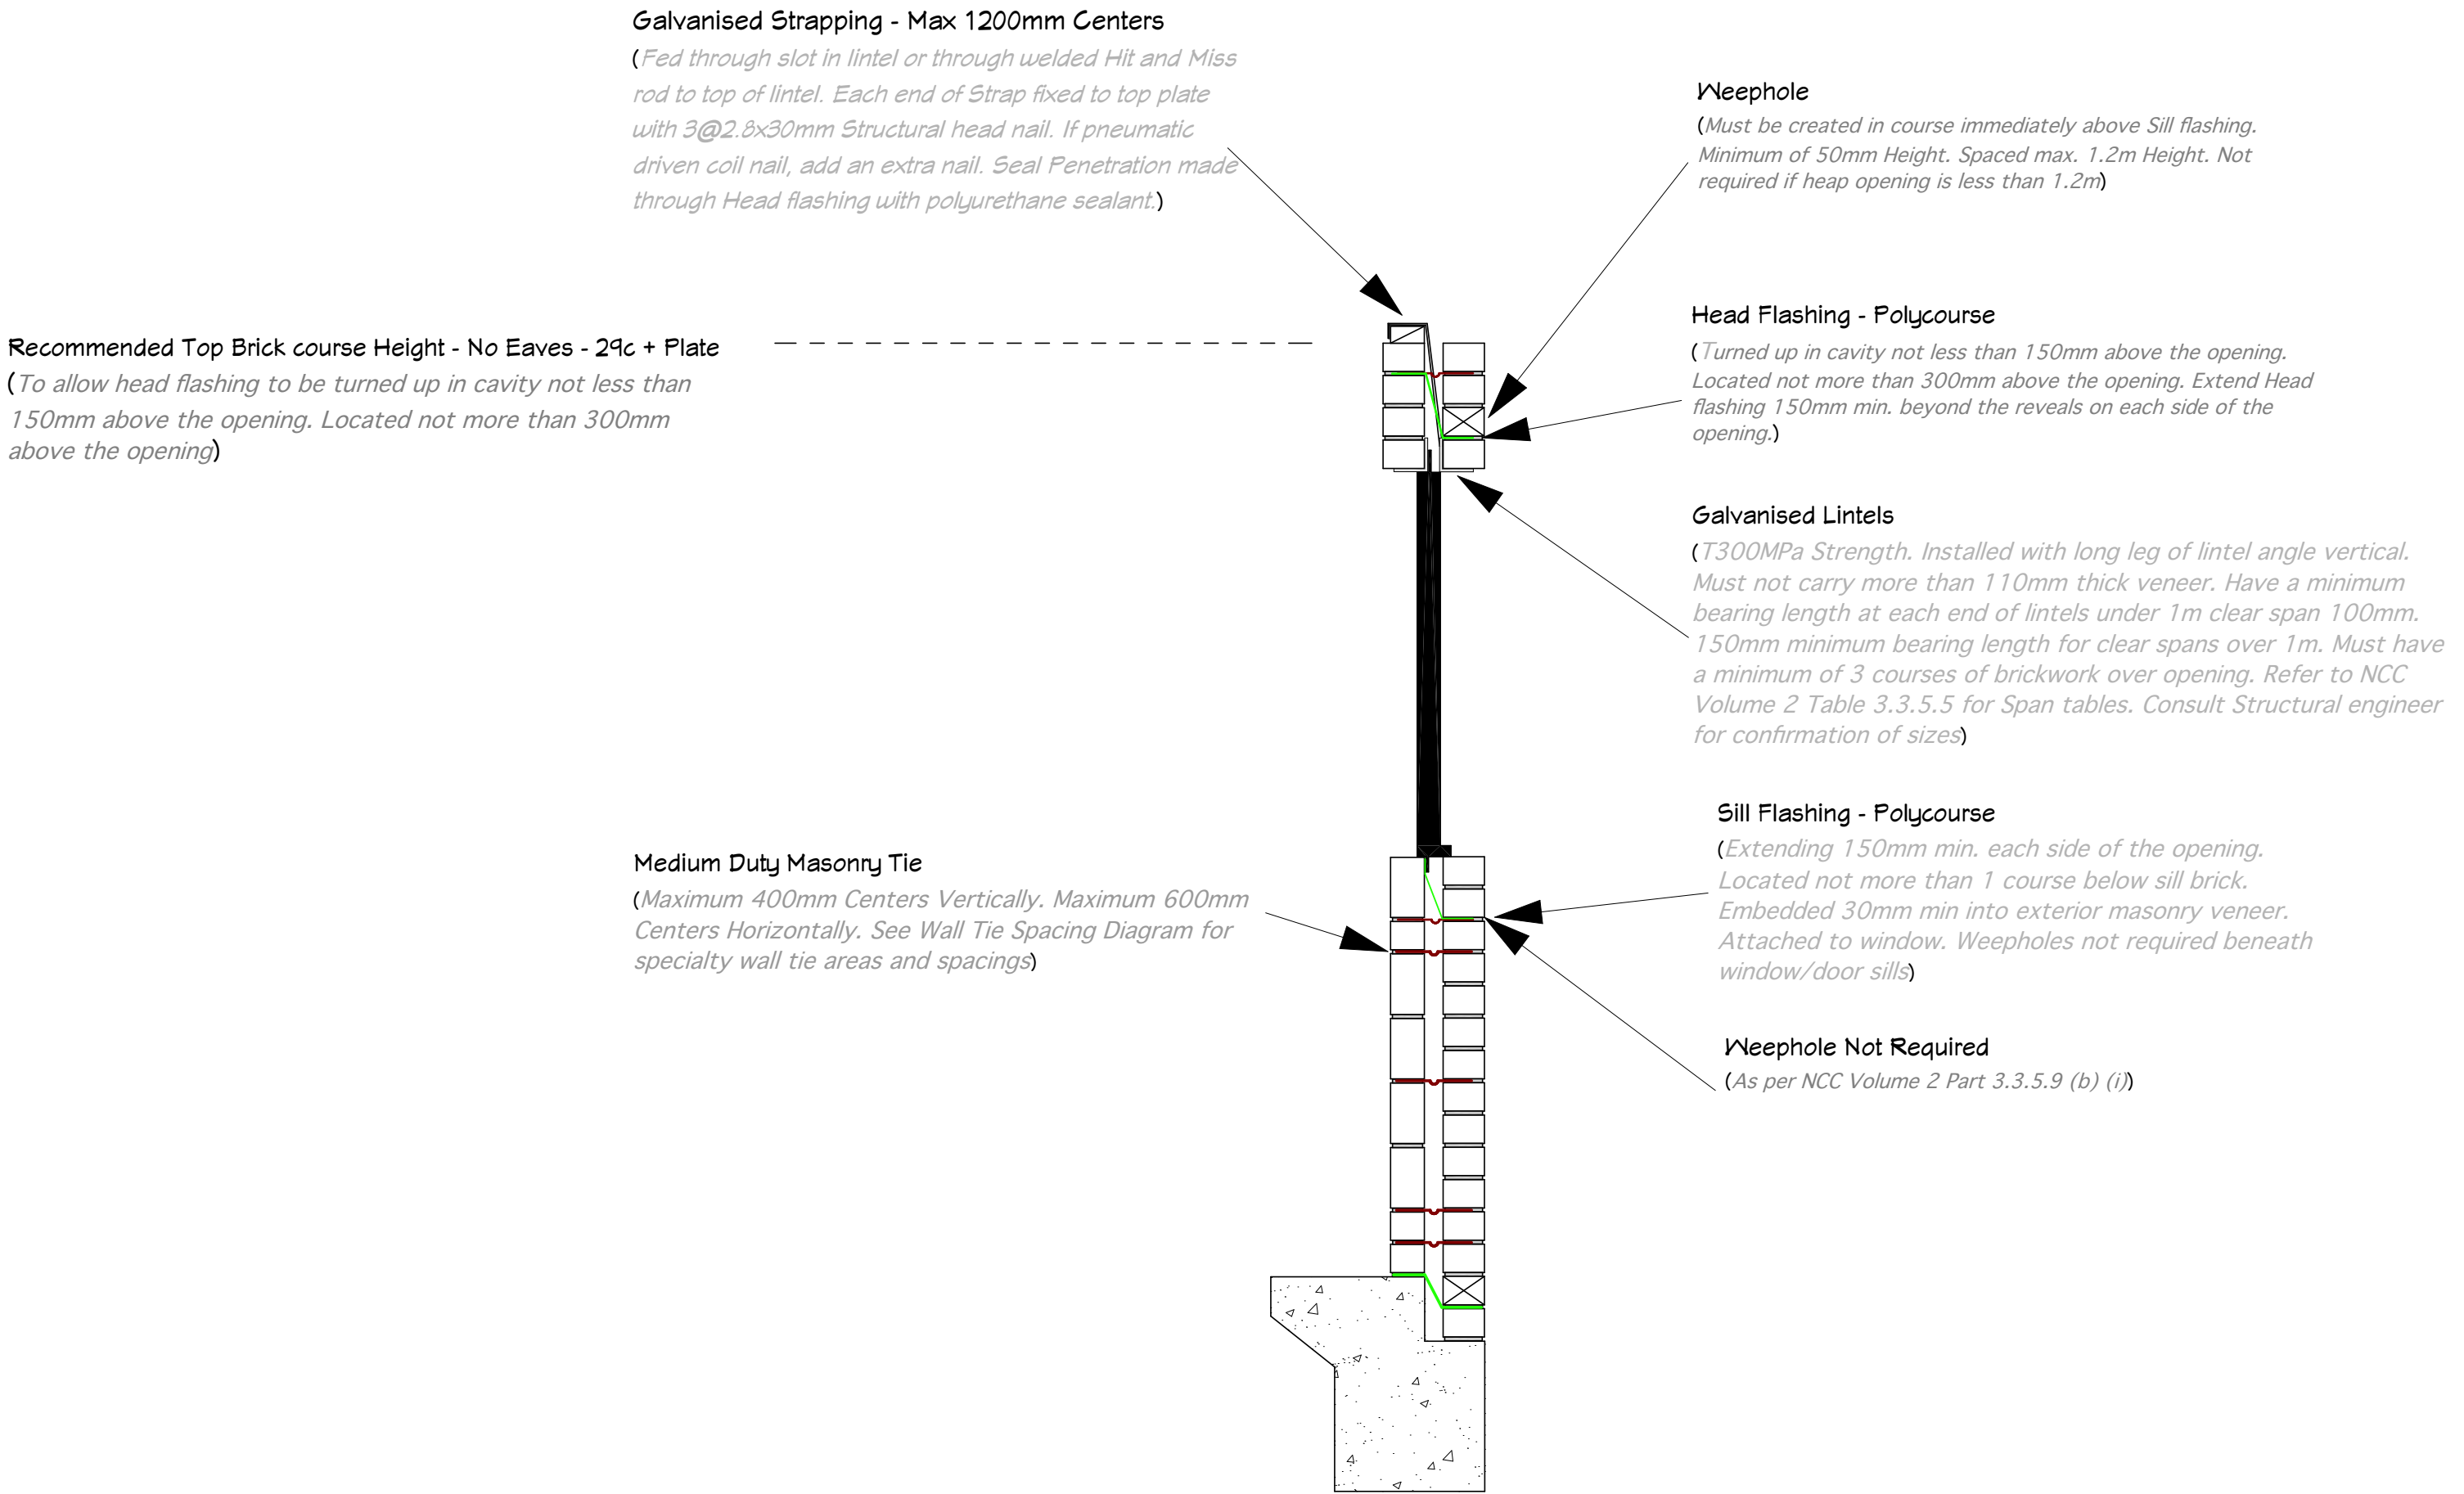 Galvanised Strapping - Max 1200mm Centers
(Fed through slot in lintel or through welded Hit and Miss
rod to top of lintel. Each end of Strap fixed to top plate
with 3@2.8x30mm Structural head nail. If pneumatic
driven coil nail, add an extra nail. Seal Penetration made
through Head flashing with polyurethane sealant.)
Weephole
(Must be created in course immediately above Sill flashing.
Minimum of 50mm Height. Spaced max. 1.2m Height. Not
required if heap opening is less than 1.2m)
Recommended Top Brick course Height - No Eaves - 29c + Plate
(To allow head flashing to be turned up in cavity not less than
150mm above the opening. Located not more than 300mm
above the opening)
Head Flashing - Polycourse
(Turned up in cavity not less than 150mm above the opening.
Located not more than 300mm above the opening. Extend Head
flashing 150mm min. beyond the reveals on each side of the
opening.)
Galvanised Lintels
(T300MPa Strength. Installed with long leg of lintel angle vertical.
Must not carry more than 110mm thick veneer. Have a minimum
bearing length at each end of lintels under 1m clear span 100mm.
150mm minimum bearing length for clear spans over 1m. Must have
a minimum of 3 courses of brickwork over opening. Refer to NCC
Volume 2 Table 3.3.5.5 for Span tables. Consult Structural engineer
for confirmation of sizes)
Medium Duty Masonry Tie
(Maximum 400mm Centers Vertically. Maximum 600mm
Centers Horizontally. See Wall Tie Spacing Diagram for
specialty wall tie areas and spacings)
Sill Flashing - Polycourse
(Extending 150mm min. each side of the opening.
Located not more than 1 course below sill brick.
Embedded 30mm min into exterior masonry veneer.
Attached to window. Weepholes not required beneath
window/door sills)
Weephole Not Required
(As per NCC Volume 2 Part 3.3.5.9 (b) (i))